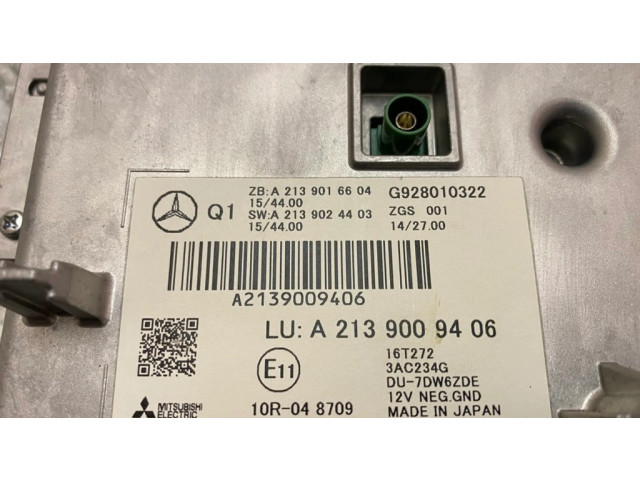 Q1
ZB:A 213 901 66 04
15/44.00
SW:A 213 902 44 03
15/44.00
G928010322
ZGS 001
14/27.00
A2139009406
LU: A 213 900 94 06
E11
16T272
3AC234G
DU-7DW6ZDE
12V NEG.GND
MADE IN JAPAN
10R-04 8709
MITSUBISHI
ELECTRIC